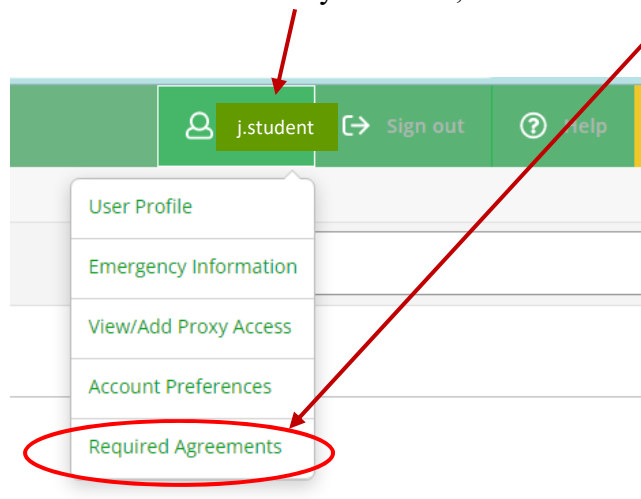 j.student
Sign out
Help
User Profile
Emergency Information
View/Add Proxy Access
Account Preferences
Required Agreements